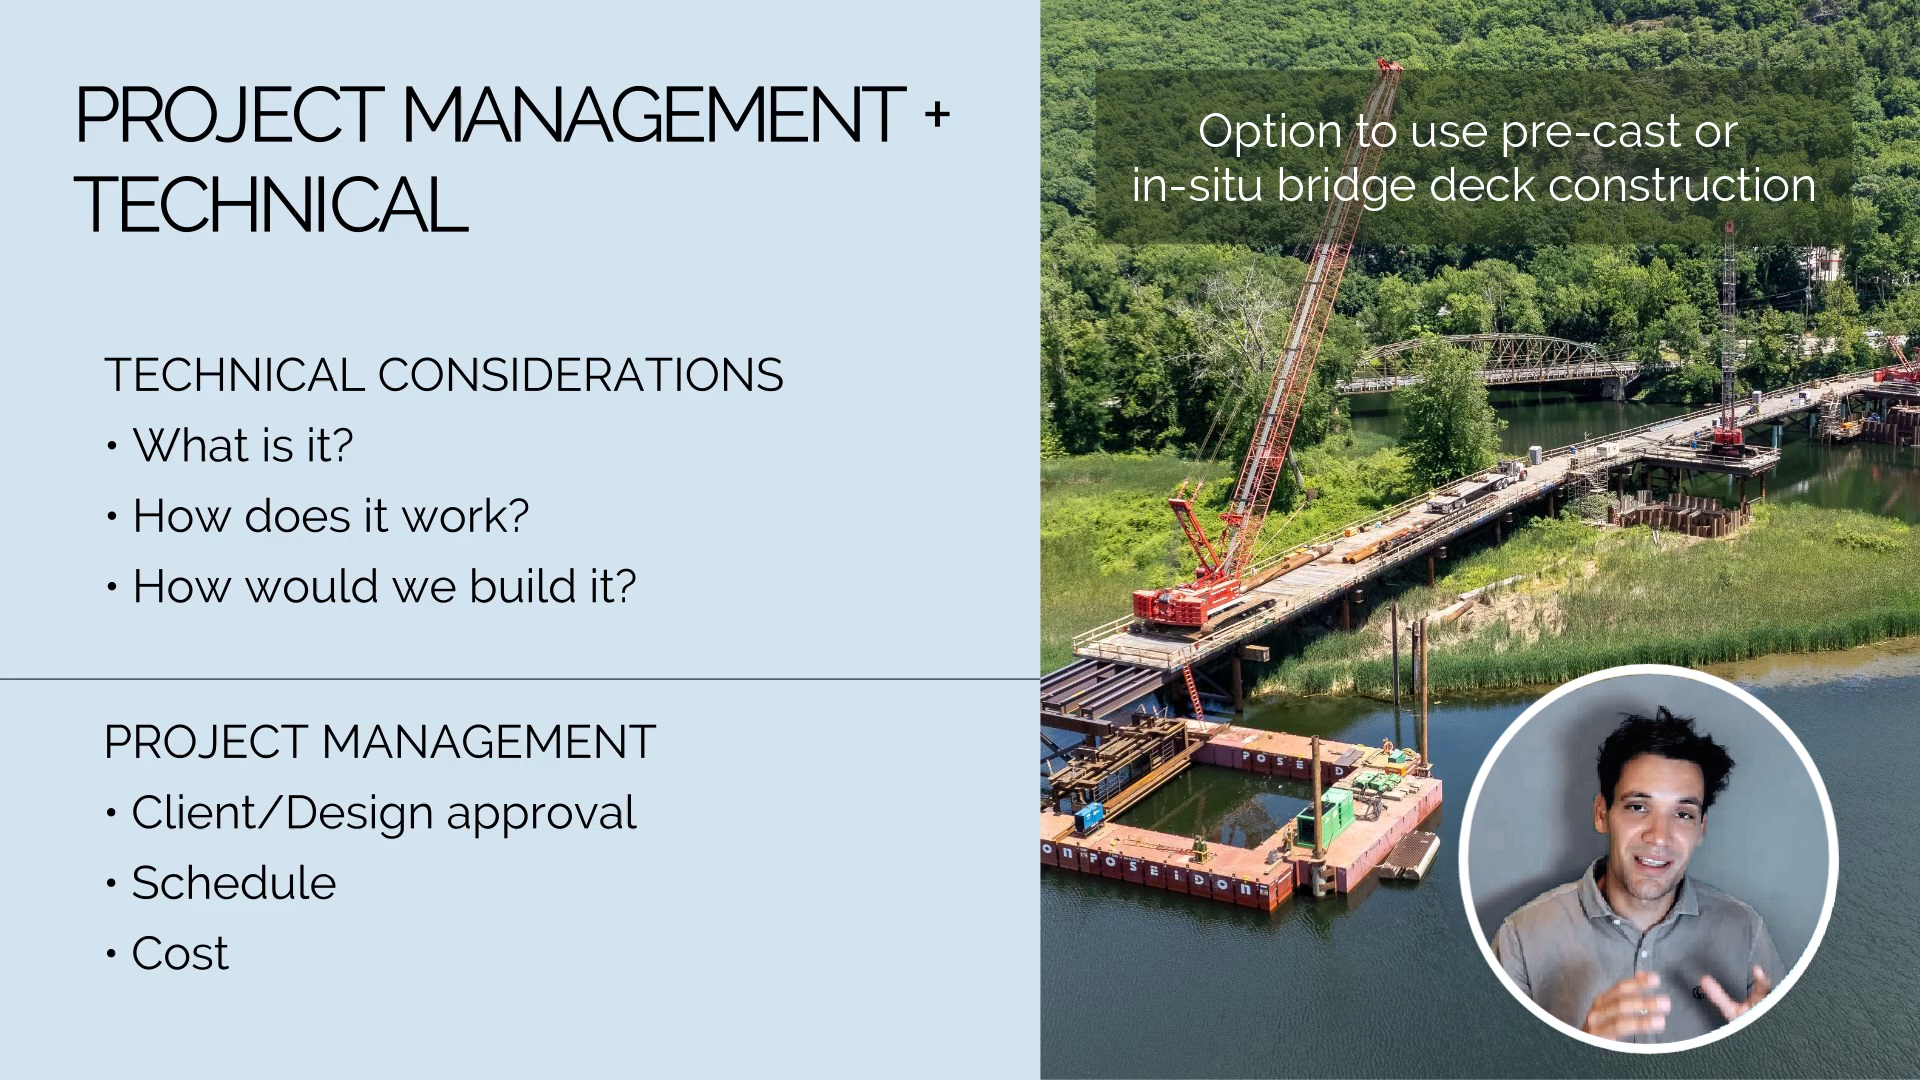 PROJECT MANAGEMENT +
TECHNICAL
TECHNICAL CONSIDERATIONS
• What is it?
• How does it work?
• How would we build it?
PROJECT MANAGEMENT
• Client/Design approval
• Schedule
• Cost
Option to use pre-cast or
in-situ bridge deck construction
POSEIDON